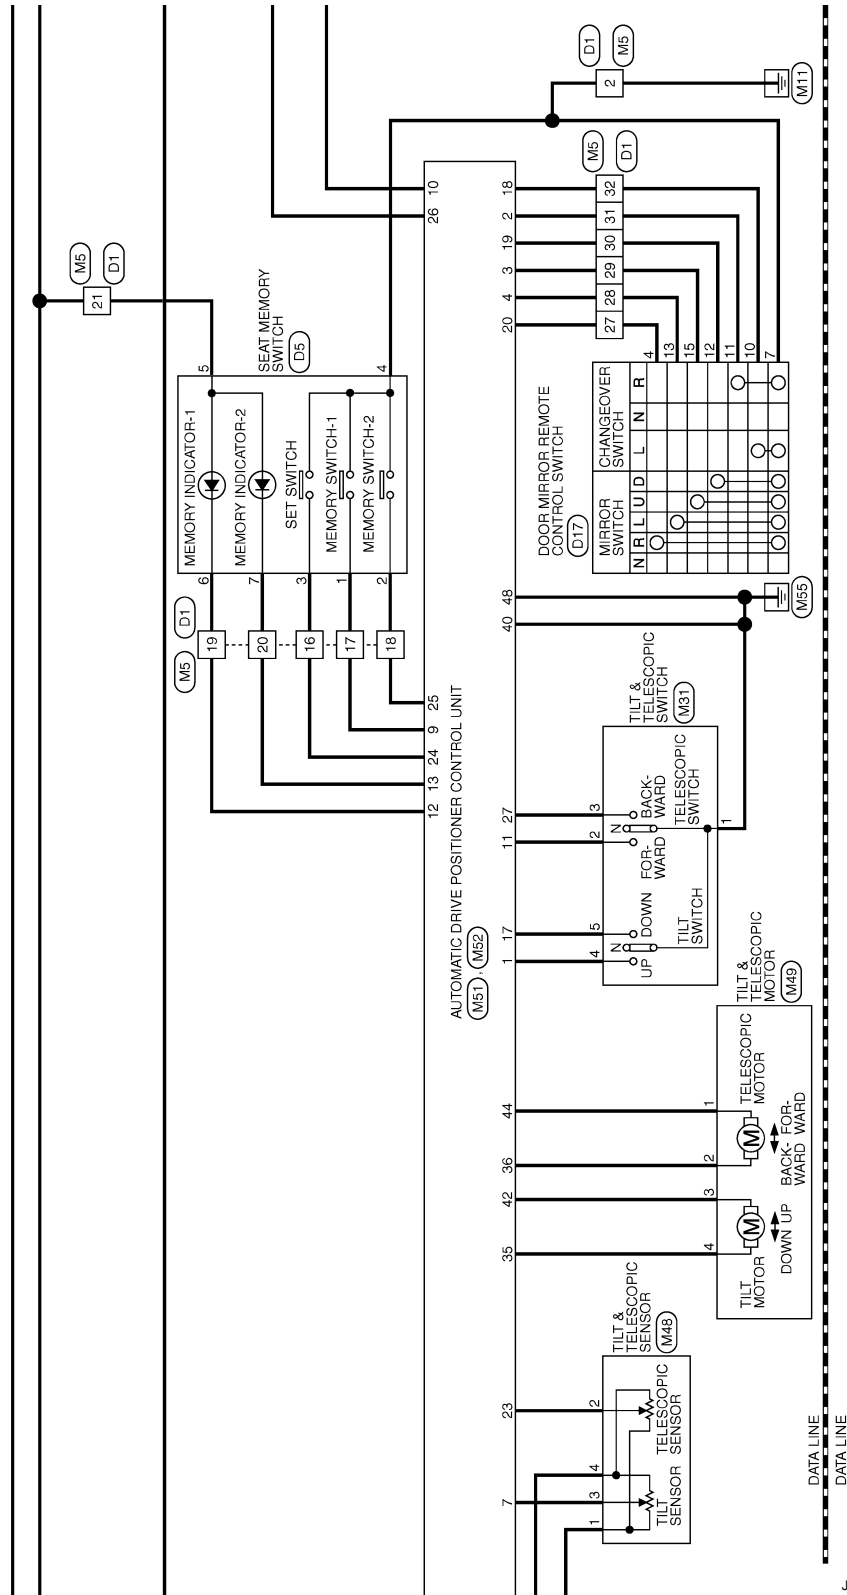 M5
D1
21
SEAT MEMORY
SWITCH
D5
5
4
MEMORY INDICATOR-1
MEMORY INDICATOR-2
SET SWITCH
MEMORY SWITCH-1
MEMORY SWITCH-2
6
7
3
1
2
M5
D1
19
20
16
17
18
12
13
24
9
25
26
10
AUTOMATIC DRIVE POSITIONER CONTROL UNIT
M51 , M52
7
23
35
42
36
44
1
17
11
27
40
48
20
4
3
19
2
18
M5
D1
27
28
29
30
31
32
D1
M5
2
M11
DOOR MIRROR REMOTE
CONTROL SWITCH
D17
MIRROR
SWITCH
CHANGEOVER
SWITCH
N
R
L
U
D
L
N
R
4
13
15
12
11
10
7
M55
TILT &
TELESCOPIC
SWITCH
M31
4
5
2
3
N
N
UP
DOWN
FOR-
WARD
BACK-
WARD
TILT
SWITCH
TELESCOPIC
SWITCH
1
TILT &
TELESCOPIC
MOTOR
M49
4
3
2
1
TILT
MOTOR
M
M
TELESCOPIC
MOTOR
DOWN UP
BACK-
WARD
FOR-
WARD
TILT &
TELESCOPIC
SENSOR
M48
1
3
4
2
TILT
SENSOR
TELESCOPIC
SENSOR
DATA LINE
DATA LINE